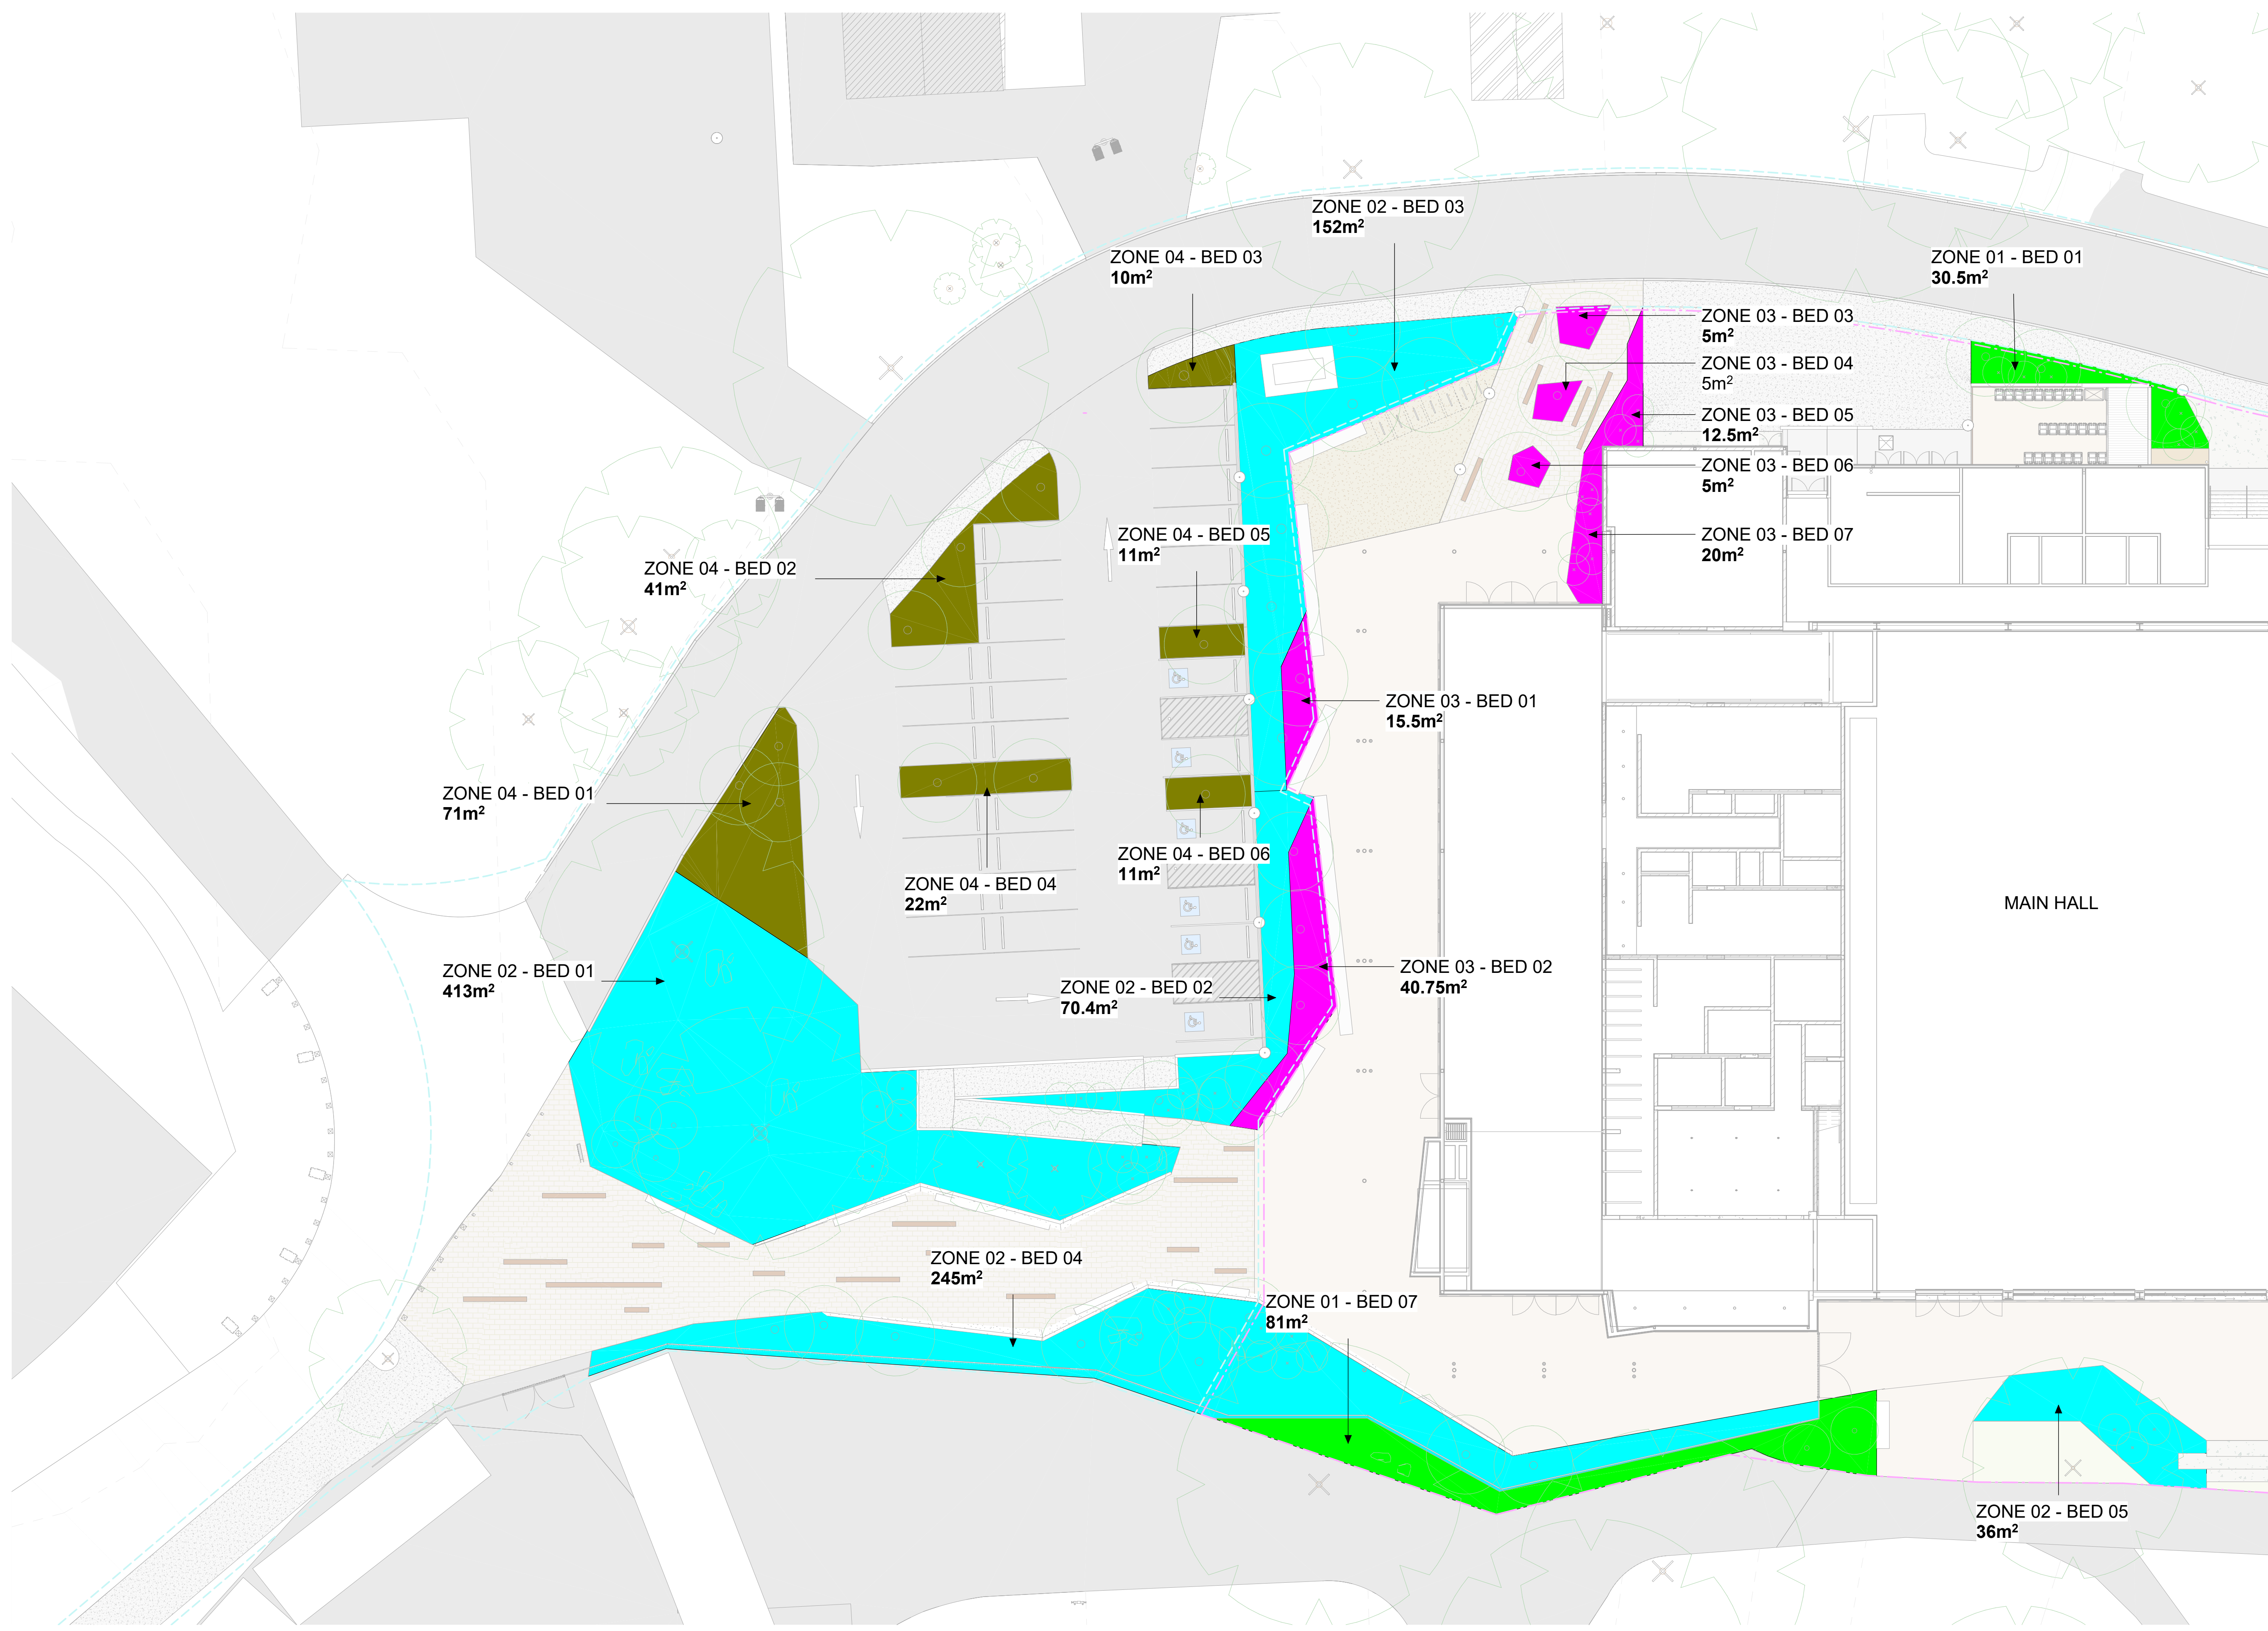 ZONE 02 - BED 03
152m²
ZONE 04 - BED 03
10m²
ZONE 01 - BED 01
30.5m²
ZONE 03 - BED 03
5m²
ZONE 03 - BED 04
5m²
ZONE 03 - BED 05
12.5m²
ZONE 03 - BED 06
5m²
ZONE 04 - BED 05
11m²
ZONE 03 - BED 07
20m²
ZONE 04 - BED 02
41m²
ZONE 03 - BED 01
15.5m²
ZONE 04 - BED 01
71m²
ZONE 04 - BED 06
11m²
ZONE 04 - BED 04
22m²
MAIN HALL
ZONE 02 - BED 01
413m²
ZONE 02 - BED 02
70.4m²
ZONE 03 - BED 02
40.75m²
ZONE 02 - BED 04
245m²
ZONE 01 - BED 07
81m²
ZONE 02 - BED 05
36m²